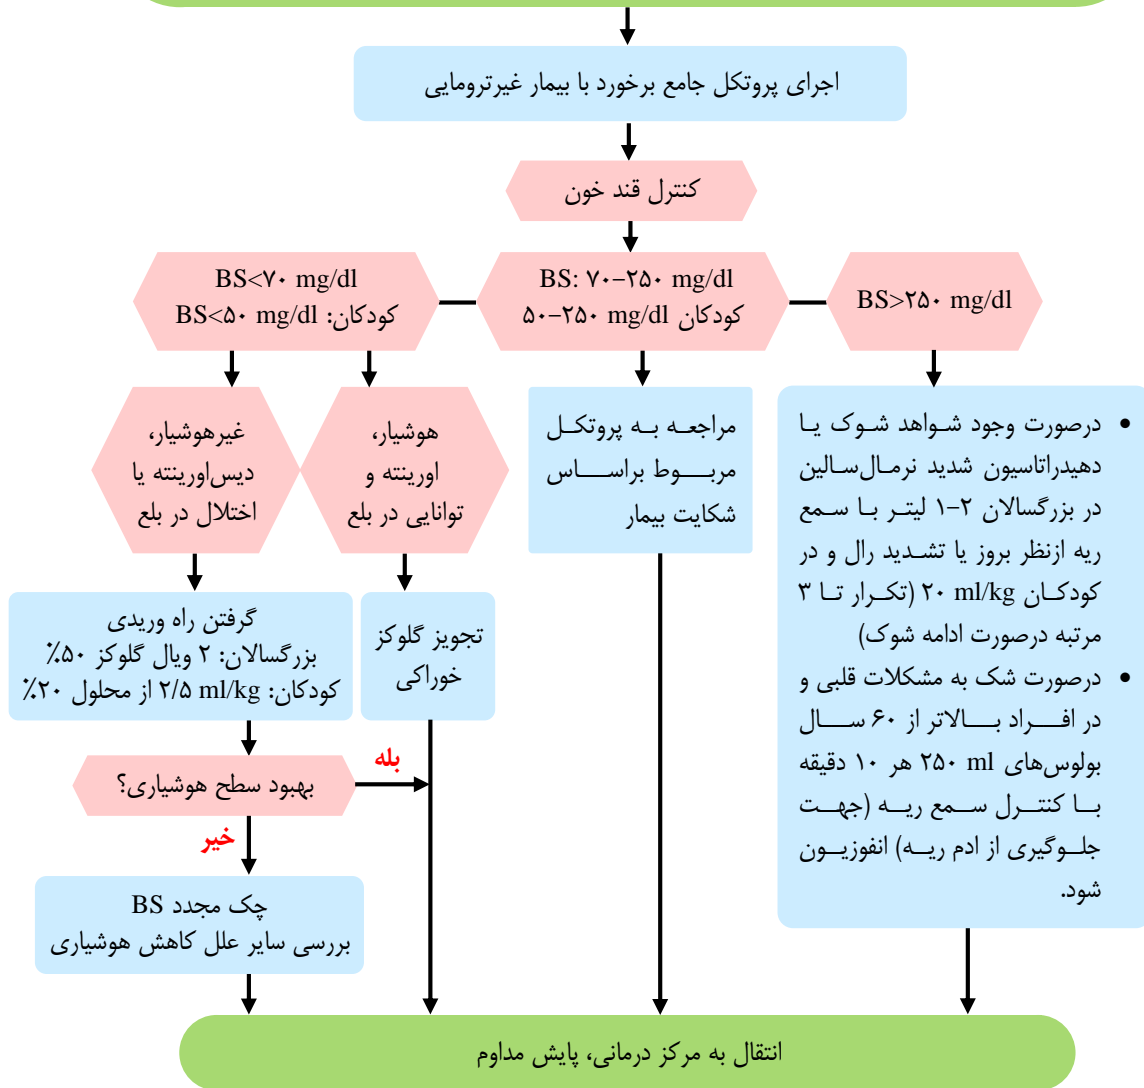 اجرای پروتکل جامع برخورد با بیمار غیرترومایی
کنترل قند خون
BS>۲۵۰ mg/dl
BS: ۷۰–۲۵۰ mg/dl
کودکان ۵۰–۲۵۰ mg/dl
BS<۷۰ mg/dl
کودکان: BS<۵۰ mg/dl
• درصورت وجود شواهد شوک یا
دهیدراتاسیون شدید نرمال‌سالین
در بزرگسالان ۲–۱ لیتر با سمع
ریه ازنظر بروز یا تشدید رال و در
کودکان ۲۰ ml/kg (تکرار تا ۳
مرتبه درصورت ادامه شوک)
• درصورت شک به مشکلات قلبی و
در افراد بالاتر از ۶۰ سال
بولوس‌های ۲۵۰ ml هر ۱۰ دقیقه
با کنترل سمع ریه (جهت
جلوگیری از ادم ریه) انفوزیون
شود.
مراجعه به پروتکل
مربوط براساس
شکایت بیمار
هوشیار،
اورینته و
توانایی در بلع
غیرهوشیار،
دیس‌اورینته یا
اختلال در بلع
تجویز گلوکز
خوراکی
گرفتن راه وریدی
بزرگسالان: ۲ ویال گلوکز ۵۰٪
کودکان: ۲/۵ ml/kg از محلول ۲۰٪
بهبود سطح هوشیاری؟
بله
خیر
چک مجدد BS
بررسی سایر علل کاهش هوشیاری
انتقال به مرکز درمانی، پایش مداوم